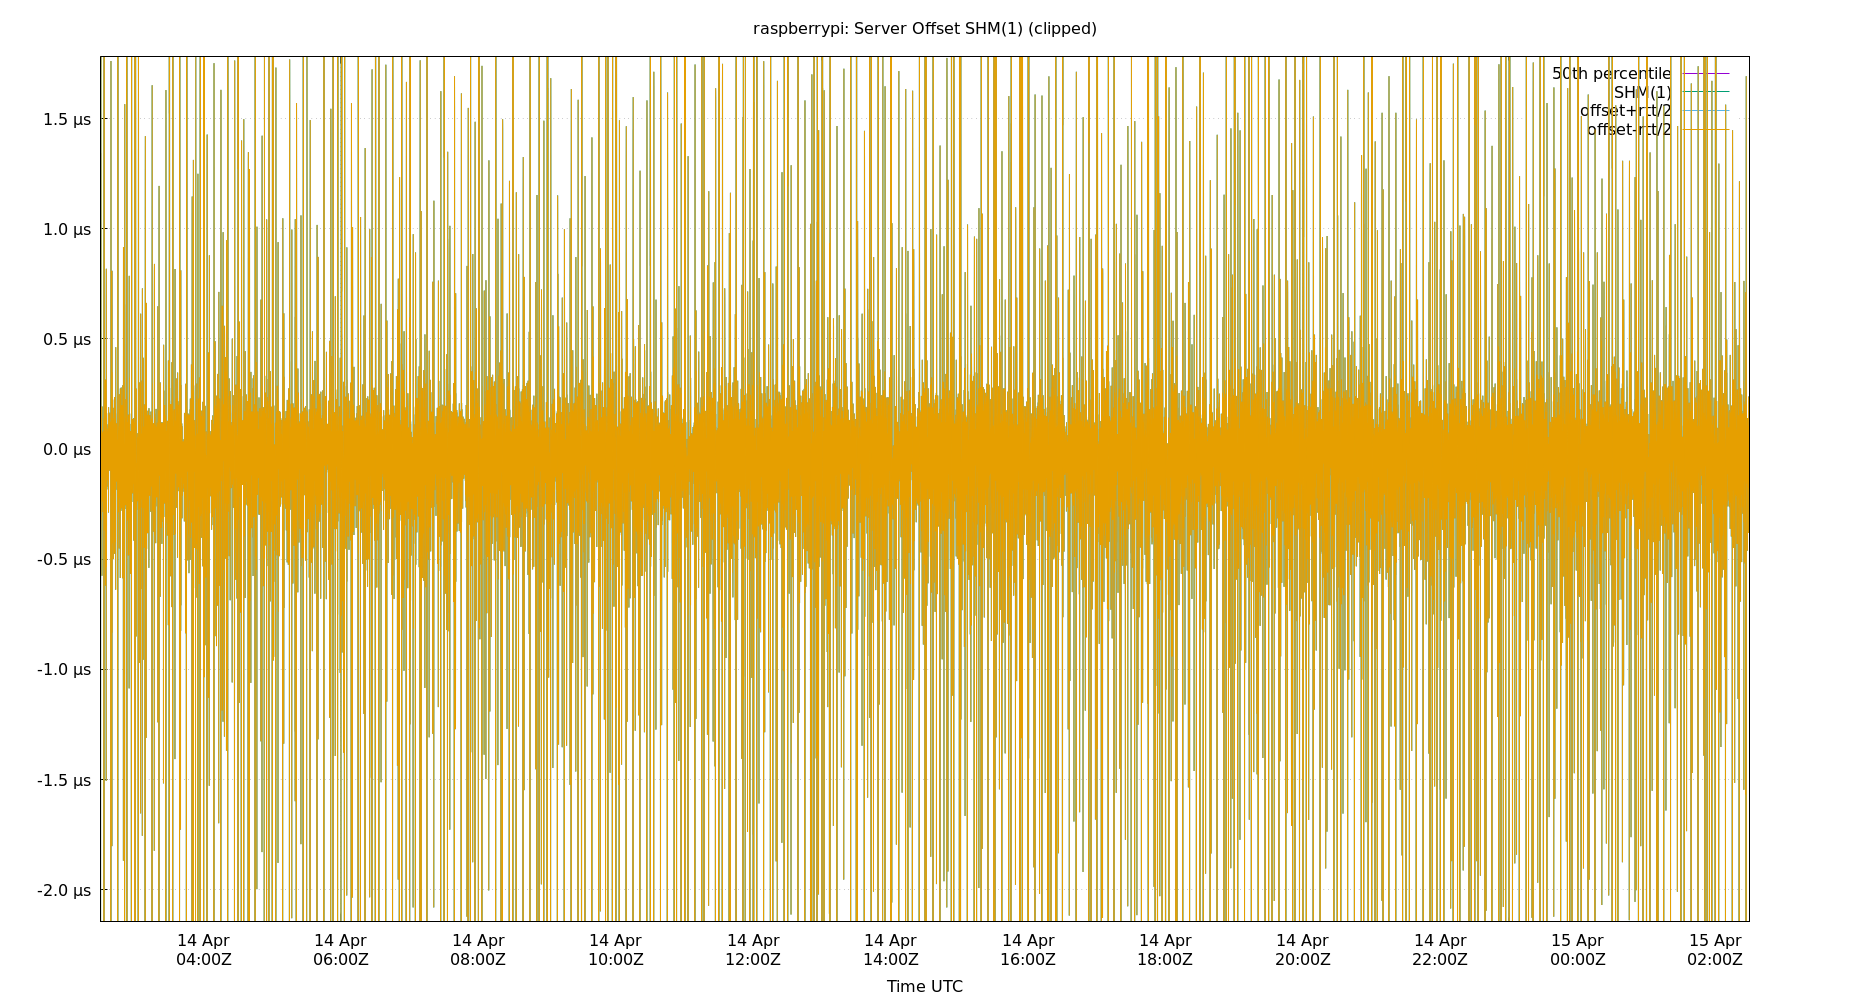 raspberrypi: Server Offset SHM(1) (clipped)
50th percentile
SHM(1)
offset+rtt/2
offset-rtt/2
1.5 µs
1.0 µs
0.5 µs
0.0 µs
-0.5 µs
-1.0 µs
-1.5 µs
-2.0 µs
14 Apr 14 Apr 14 Apr 14 Apr 14 Apr 14 Apr 14 Apr 14 Apr 14 Apr 14 Apr 15 Apr 15 Apr
04:00Z 06:00Z 08:00Z 10:00Z 12:00Z 14:00Z 16:00Z 18:00Z 20:00Z 22:00Z 00:00Z 02:00Z
Time UTC